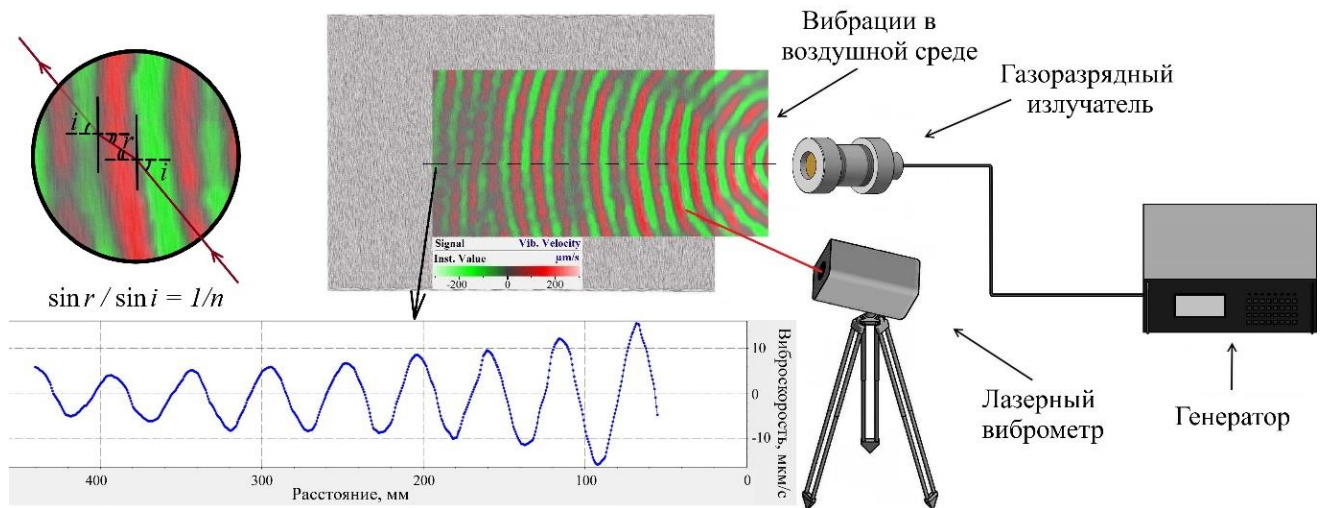 Вибрации в
воздушной среде
Газоразрядный
излучатель
i
r
i
sin r / sin i = 1/n
Signal Vib. Velocity
Inst. Value µm/s
-200 0 200
10
0
-10
Виброскорость, мкм/с
400 300 200 100 0
Расстояние, мм
Лазерный
виброметр
Генератор